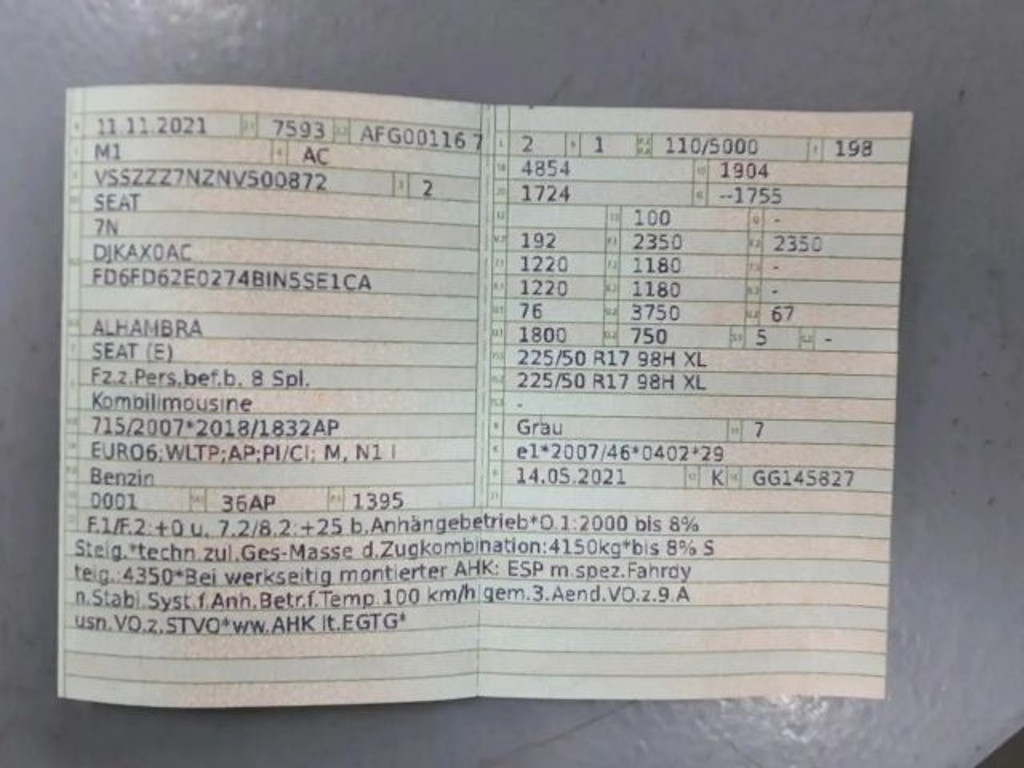 11.11.2021 7593 AFG00116 7
M1 AC
VSSZZZ7NZNV500872 2
SEAT
7N
DJKAX0AC
FD6FD62E0274BIN5SE1CA
ALHAMBRA
SEAT (E)
Fz.z.Pers.bef.b. 8 Spl.
Kombilimousine
715/2007*2018/1832AP
EURO6;WLTP;AP;PI/CI; M, N1 I
Benzin
0001 36AP 1395
2 1 110/5000 198
4854 1904
1724 --1755
100 -
192 2350 2350
1220 1180 -
1220 1180 -
76 3750 67
1800 750 5 -
225/50 R17 98H XL
225/50 R17 98H XL
-
Grau 7
e1*2007/46*0402*29
14.05.2021 K GG145827
F.1/F.2:+0 u. 7.2/8.2:+25 b.Anhängebetrieb*O.1:2000 bis 8%
Steig.*techn.zul.Ges-Masse d.Zugkombination:4150kg*bis 8% S
teig.:4350*Bei werkseitig montierter AHK: ESP m.spez.Fahrdy
n.Stabi.Syst.f.Anh.Betr.f.Temp.100 km/h gem.3.Aend.VO.z.9.A
usn.VO.z.STVO*ww.AHK lt.EGTG*